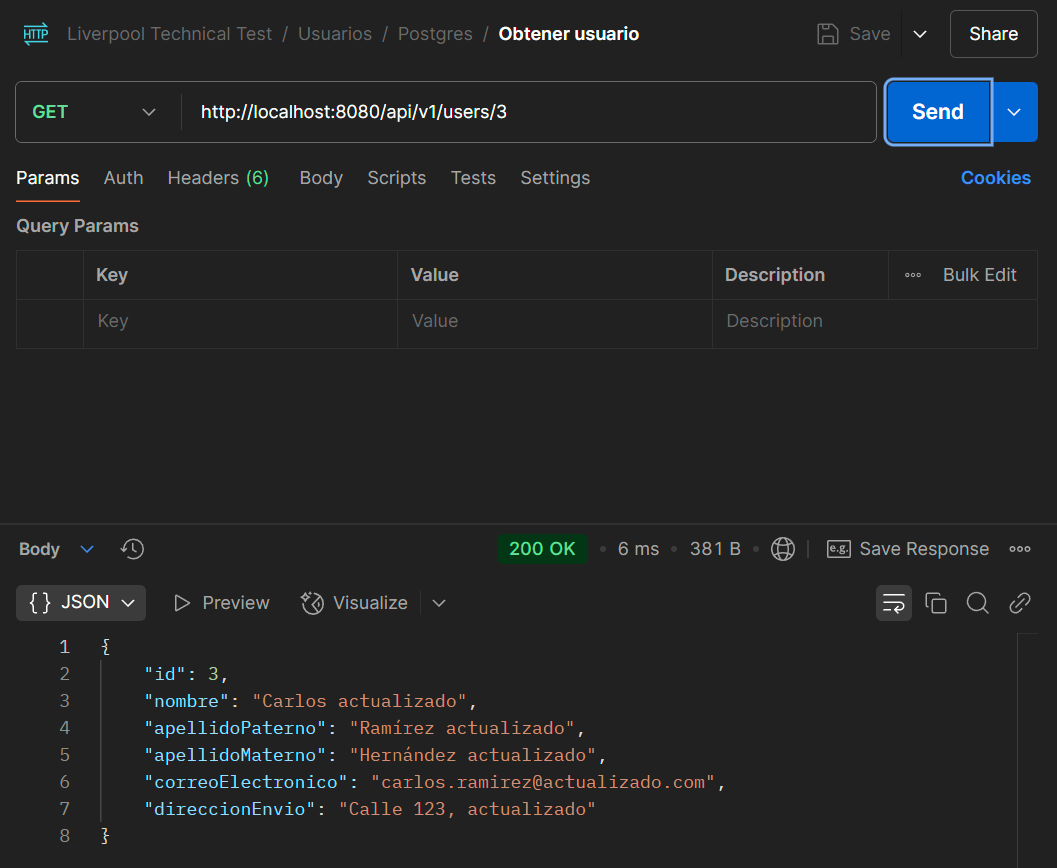 HTTP Liverpool Technical Test / Usuarios / Postgres / Obtener usuario Save Share
GET http://localhost:8080/api/v1/users/3 Send
Params Auth Headers (6) Body Scripts Tests Settings Cookies
Query Params
Key Value Description Bulk Edit
Key Value Description
Body 200 OK • 6 ms • 381 B • e.g. Save Response
{} JSON Preview Visualize
1 {
2 "id": 3,
3 "nombre": "Carlos actualizado",
4 "apellidoPaterno": "Ramírez actualizado",
5 "apellidoMaterno": "Hernández actualizado",
6 "correoElectronico": "carlos.ramirez@actualizado.com",
7 "direccionEnvio": "Calle 123, actualizado"
8 }